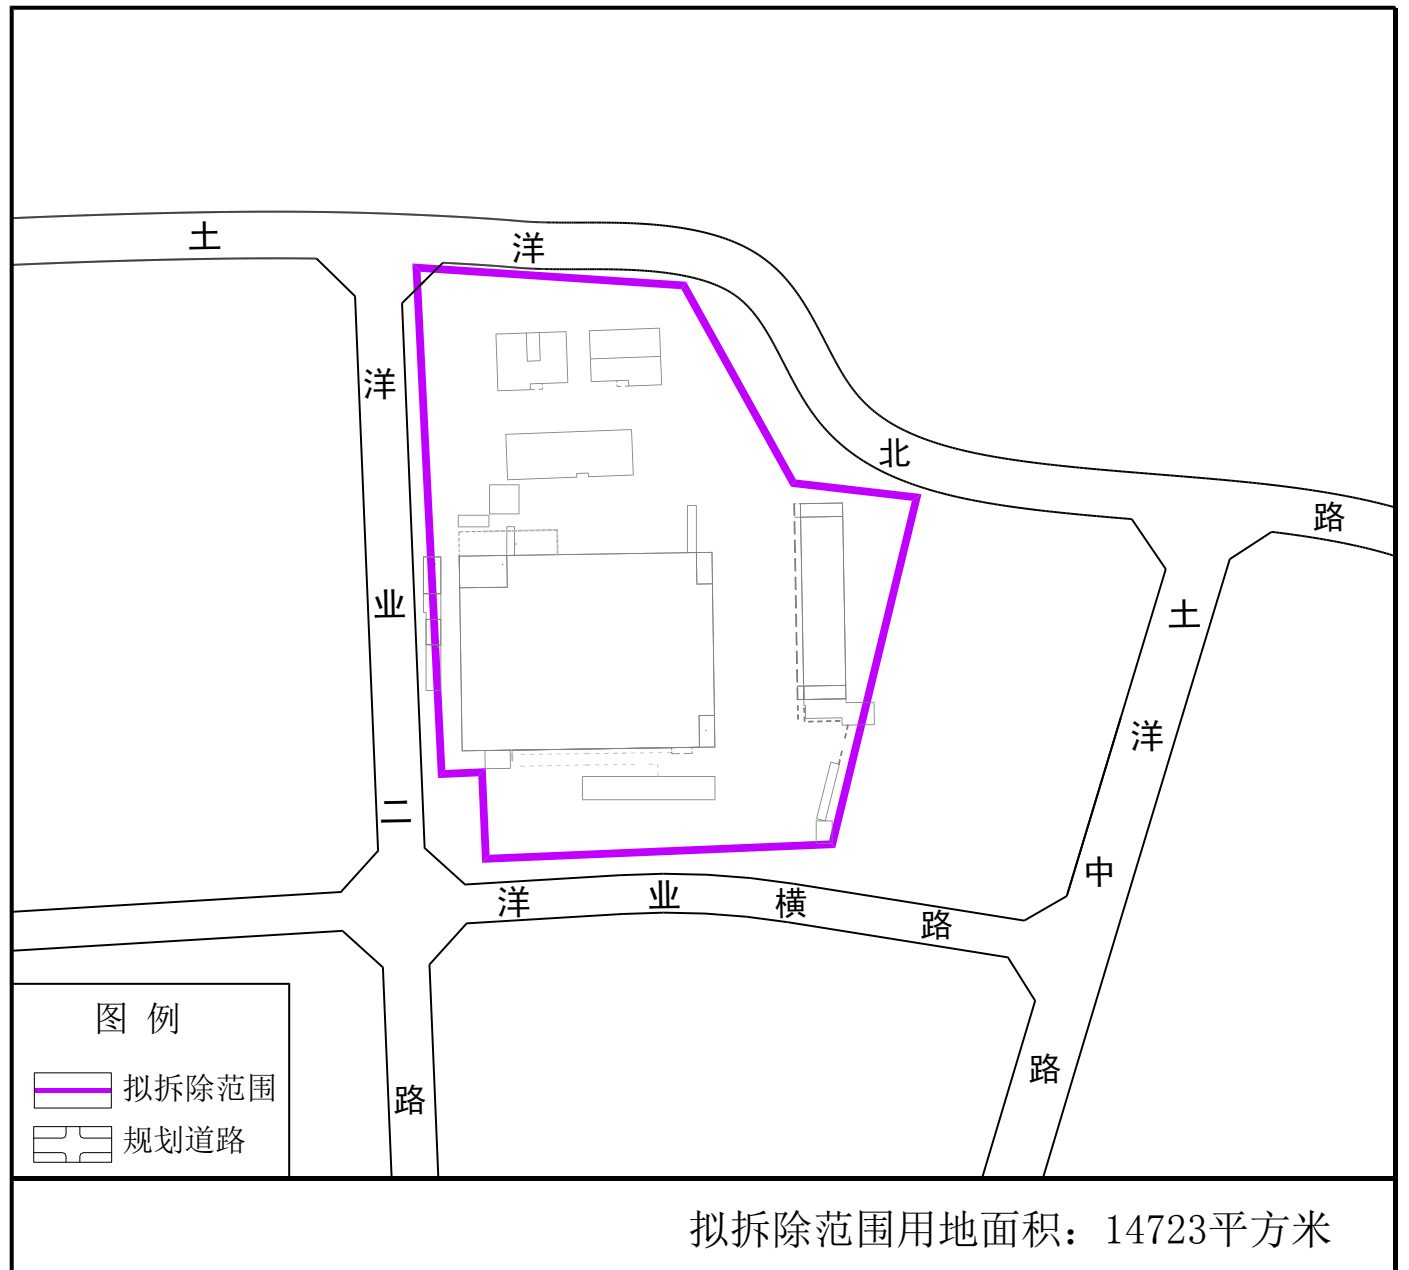 土洋北路
洋业二路
土洋中路
洋业横路
图 例
拟拆除范围
规划道路
拟拆除范围用地面积：14723平方米